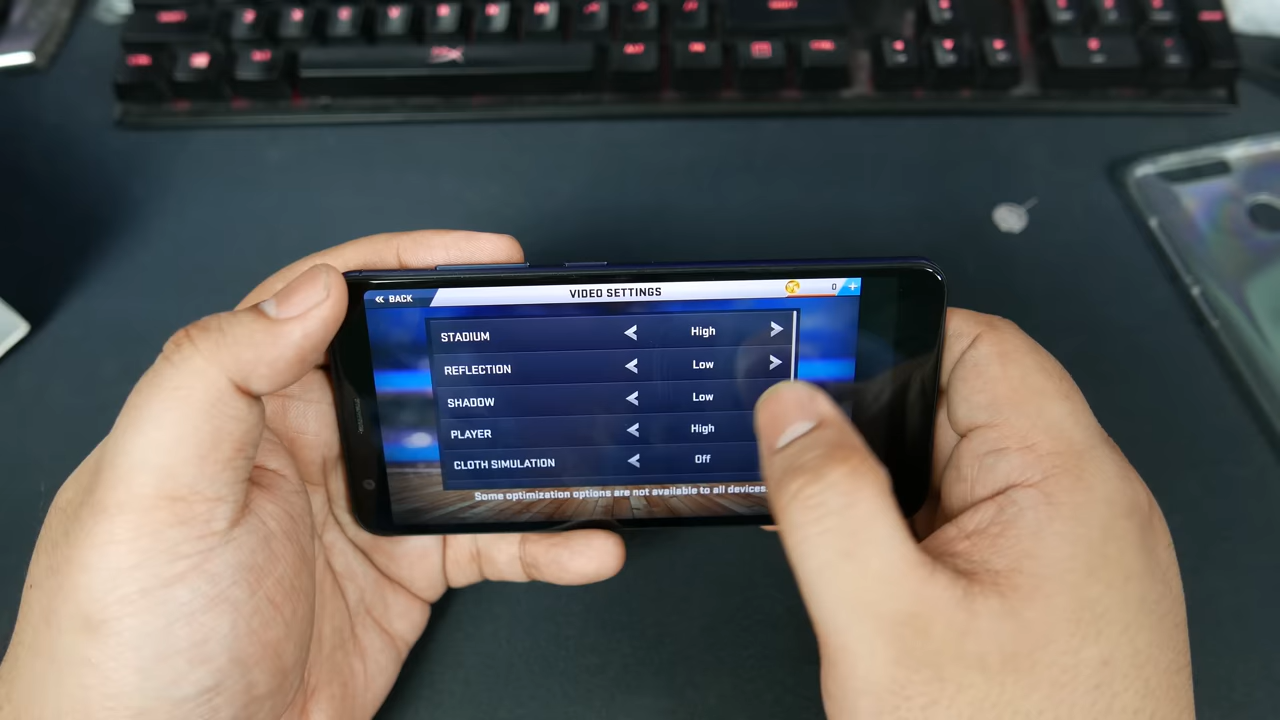 « BACK
VIDEO SETTINGS
0 +
STADIUM High
REFLECTION Low
SHADOW Low
PLAYER High
CLOTH SIMULATION Off
Some optimization options are not available to all devices.